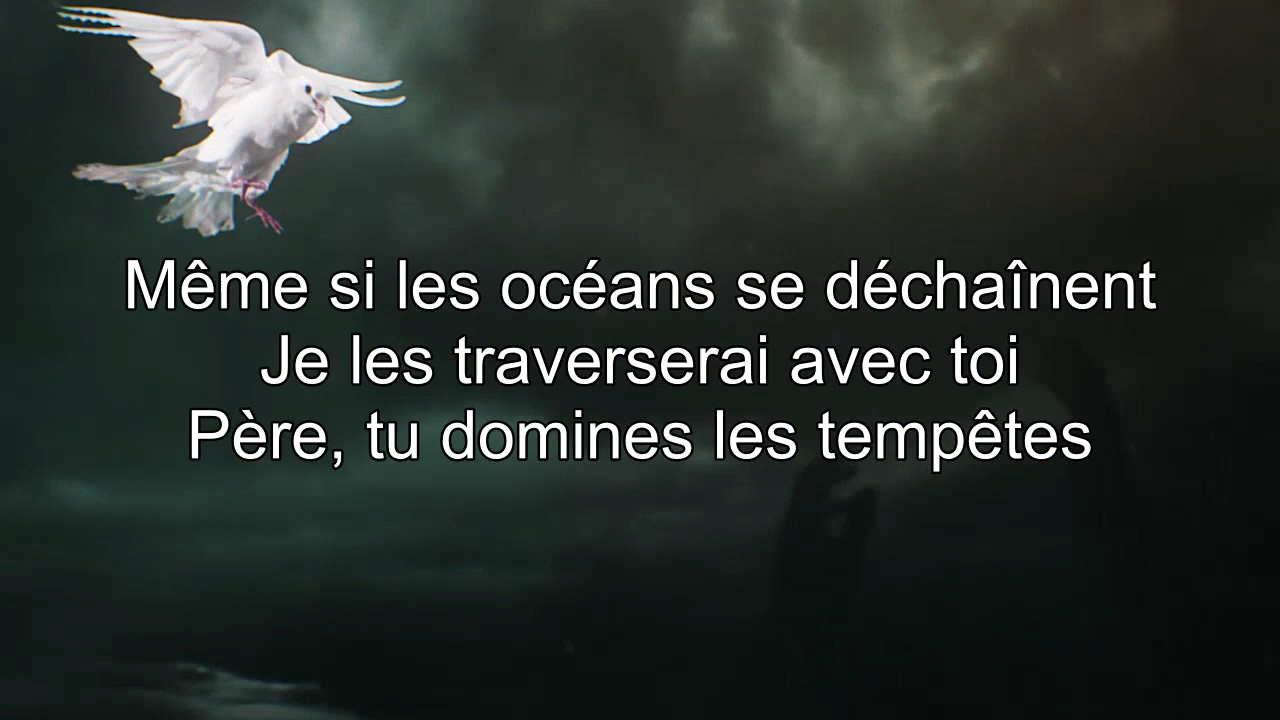 Même si les océans se déchaînent
Je les traverserai avec toi
Père, tu domines les tempêtes